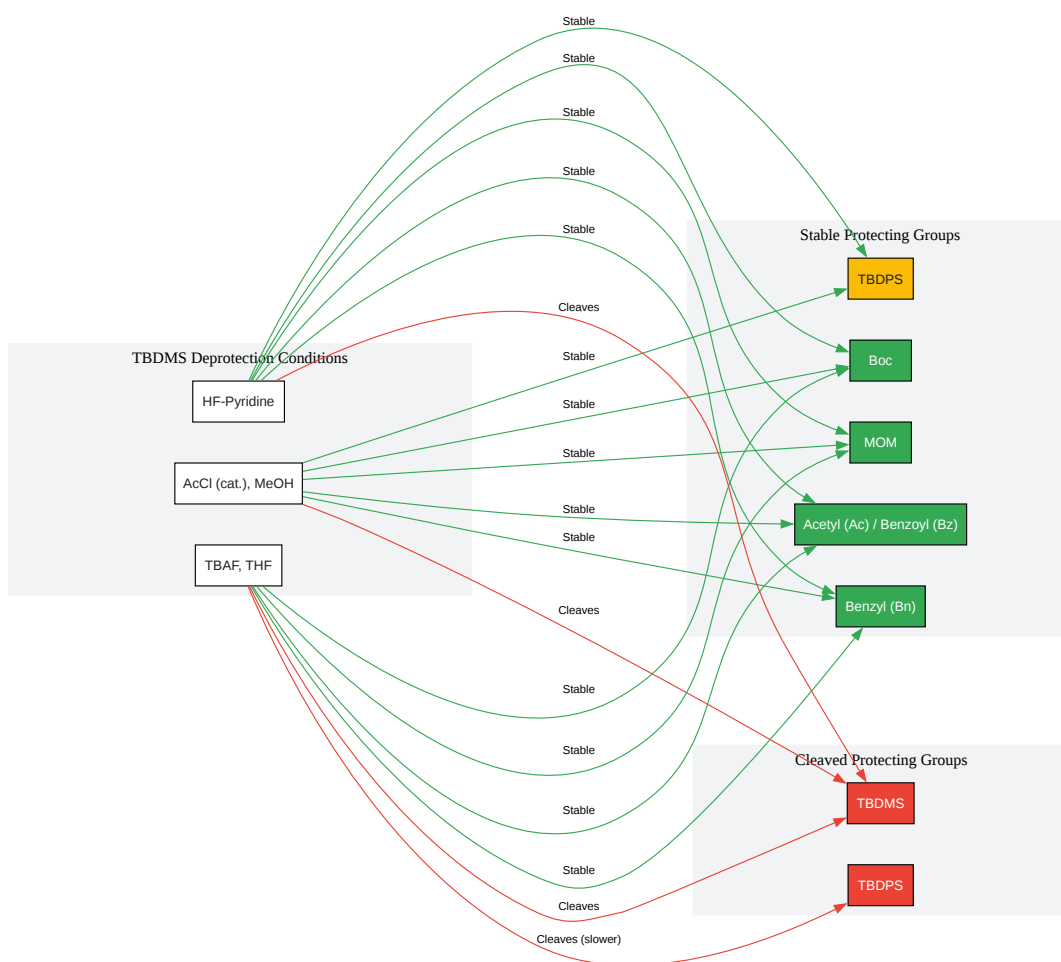 Stable
Stable
Stable
Stable
Stable
Stable Protecting Groups
TBDPS
Cleaves
Stable
TBDMS Deprotection Conditions
Boc
HF-Pyridine
Stable
MOM
Stable
AcCl (cat.), MeOH
Stable
Acetyl (Ac) / Benzoyl (Bz)
Stable
TBAF, THF
Benzyl (Bn)
Cleaves
Stable
Stable
Cleaved Protecting Groups
TBDMS
Stable
Stable
TBDPS
Cleaves
Cleaves (slower)